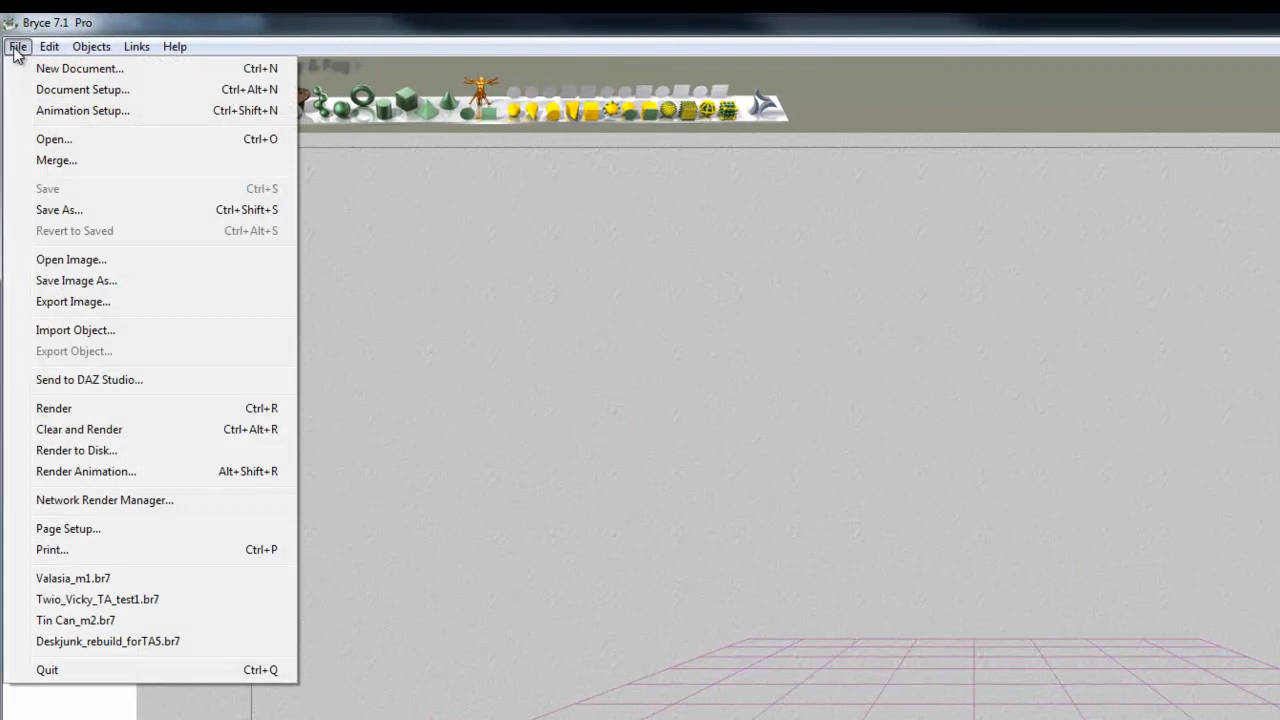 Bryce 7.1 Pro
File Edit Objects Links Help
& Fog
New Document... Ctrl+N
Document Setup... Ctrl+Alt+N
Animation Setup... Ctrl+Shift+N
Open... Ctrl+O
Merge...
Save Ctrl+S
Save As... Ctrl+Shift+S
Revert to Saved Ctrl+Alt+S
Open Image...
Save Image As...
Export Image...
Import Object...
Export Object...
Send to DAZ Studio...
Render Ctrl+R
Clear and Render Ctrl+Alt+R
Render to Disk...
Render Animation... Alt+Shift+R
Network Render Manager...
Page Setup...
Print... Ctrl+P
Valasia_m1.br7
Twio_Vicky_TA_test1.br7
Tin Can_m2.br7
Deskjunk_rebuild_forTA5.br7
Quit Ctrl+Q